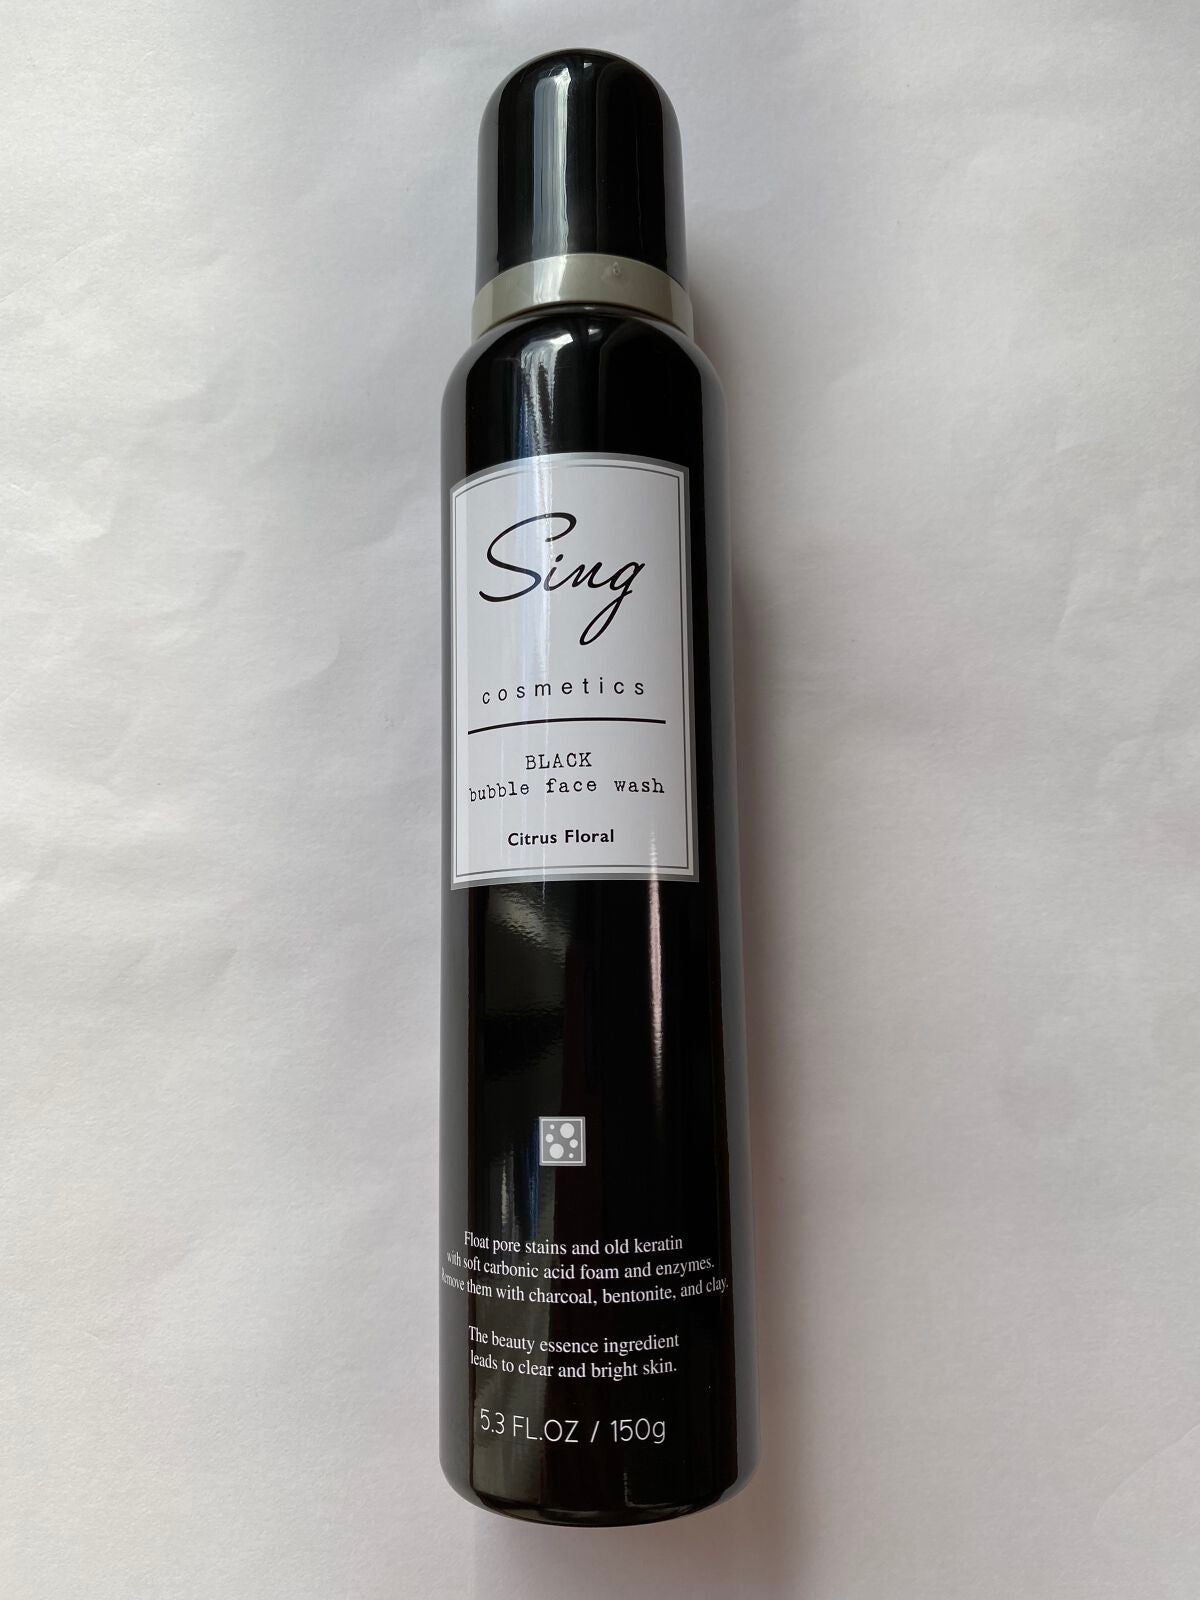 Sing
cosmetics
BLACK
bubble face wash
Citrus Floral
Float pore stains and old keratin
with soft carbonic acid foam and enzymes.
Remove them with charcoal, bentonite, and clay.
The beauty essence ingredient
leads to clear and bright skin.
5.3 FL.OZ / 150g